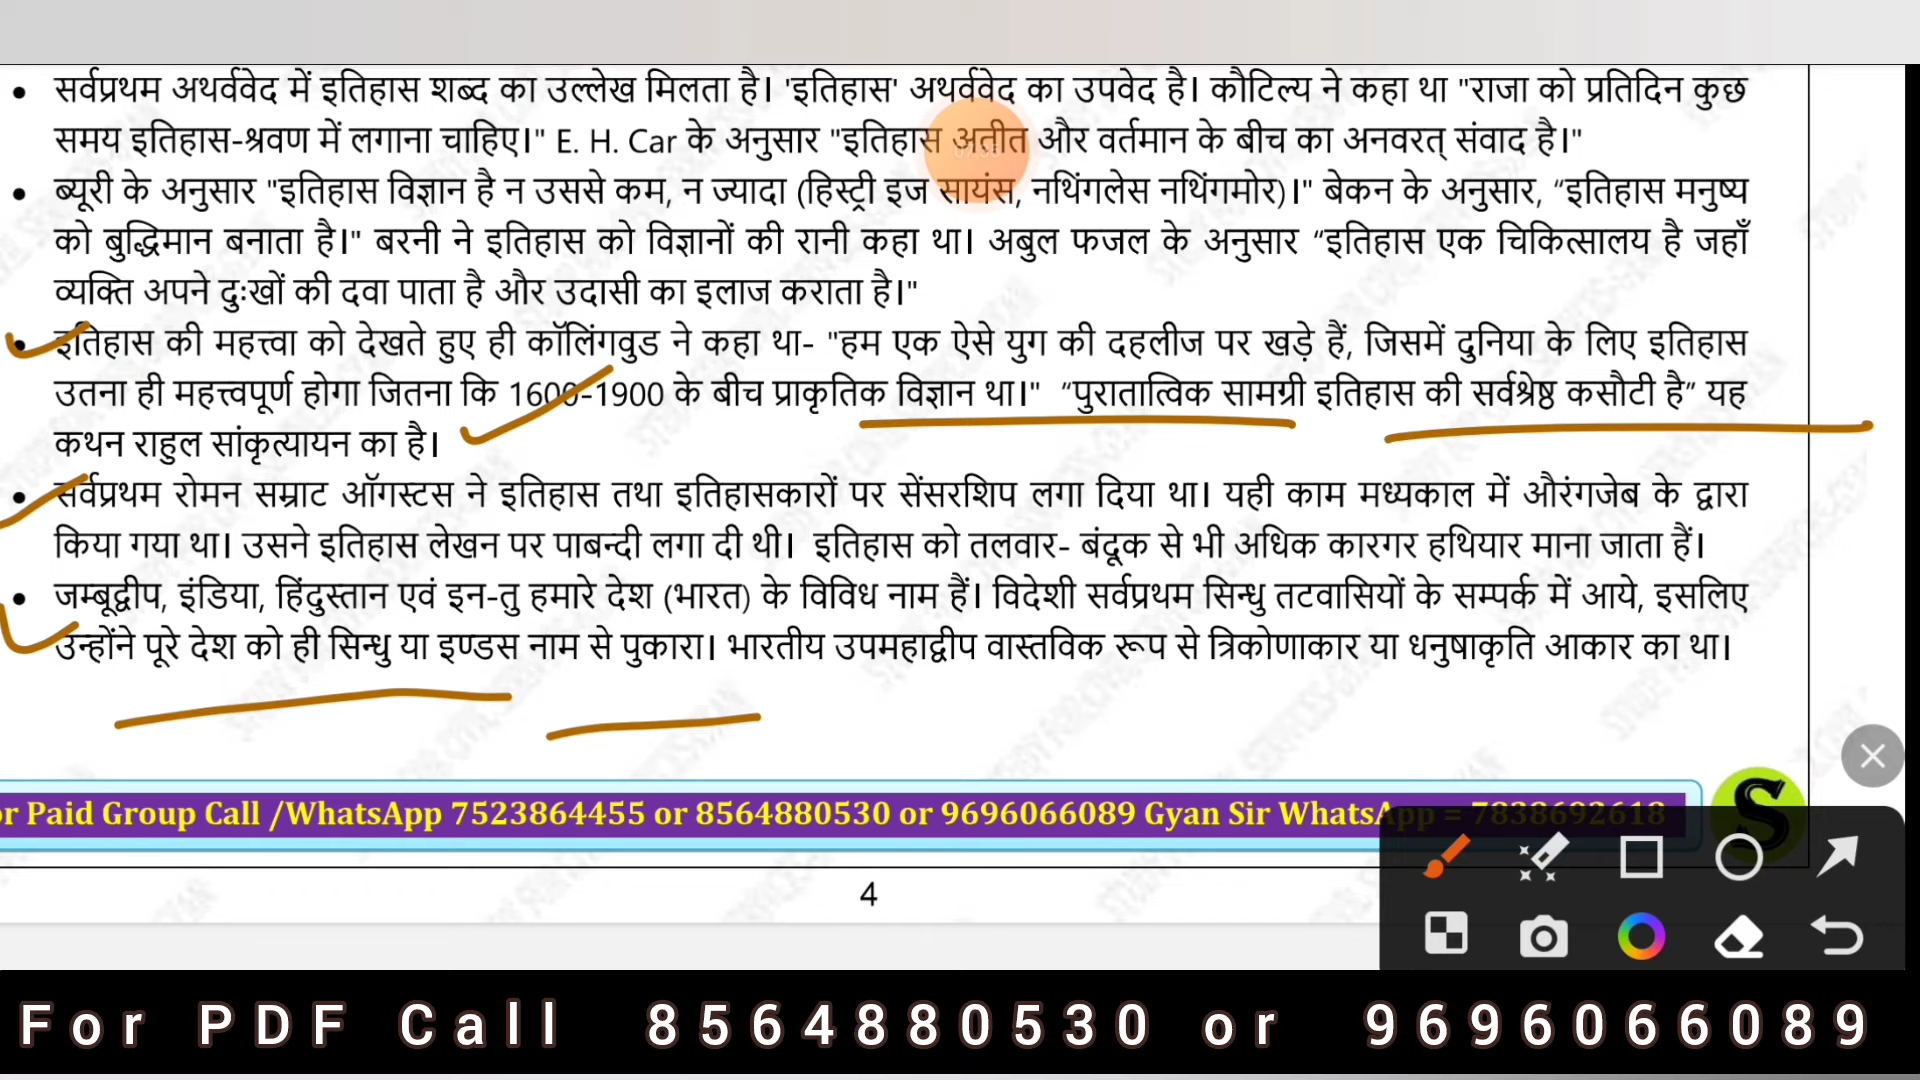 • सर्वप्रथम अथर्ववेद में इतिहास शब्द का उल्लेख मिलता है। 'इतिहास' अथर्ववेद का उपवेद है। कौटिल्य ने कहा था "राजा को प्रतिदिन कुछ
समय इतिहास-श्रवण में लगाना चाहिए।" E. H. Car के अनुसार "इतिहास अतीत और वर्तमान के बीच का अनवरत् संवाद है।"
• ब्यूरी के अनुसार "इतिहास विज्ञान है न उससे कम, न ज्यादा (हिस्ट्री इज सायंस, नथिंगलेस नथिंगमोर)।" बेकन के अनुसार, “इतिहास मनुष्य
को बुद्धिमान बनाता है।" बरनी ने इतिहास को विज्ञानों की रानी कहा था। अबुल फजल के अनुसार “इतिहास एक चिकित्सालय है जहाँ
व्यक्ति अपने दुःखों की दवा पाता है और उदासी का इलाज कराता है।"
• इतिहास की महत्त्वा को देखते हुए ही कॉलिंगवुड ने कहा था- "हम एक ऐसे युग की दहलीज पर खड़े हैं, जिसमें दुनिया के लिए इतिहास
उतना ही महत्त्वपूर्ण होगा जितना कि 1600-1900 के बीच प्राकृतिक विज्ञान था।" “पुरातात्विक सामग्री इतिहास की सर्वश्रेष्ठ कसौटी है” यह
कथन राहुल सांकृत्यायन का है।
• सर्वप्रथम रोमन सम्राट ऑगस्टस ने इतिहास तथा इतिहासकारों पर सेंसरशिप लगा दिया था। यही काम मध्यकाल में औरंगजेब के द्वारा
किया गया था। उसने इतिहास लेखन पर पाबन्दी लगा दी थी। इतिहास को तलवार- बंदूक से भी अधिक कारगर हथियार माना जाता हैं।
• जम्बूद्वीप, इंडिया, हिंदुस्तान एवं इन-तु हमारे देश (भारत) के विविध नाम हैं। विदेशी सर्वप्रथम सिन्धु तटवासियों के सम्पर्क में आये, इसलिए
उन्होंने पूरे देश को ही सिन्धु या इण्डस नाम से पुकारा। भारतीय उपमहाद्वीप वास्तविक रूप से त्रिकोणाकार या धनुषाकृति आकार का था।
or Paid Group Call /WhatsApp 7523864455 or 8564880530 or 9696066089 Gyan Sir WhatsApp = 7838692618
S
4
For PDF Call 8564880530 or 9696066089